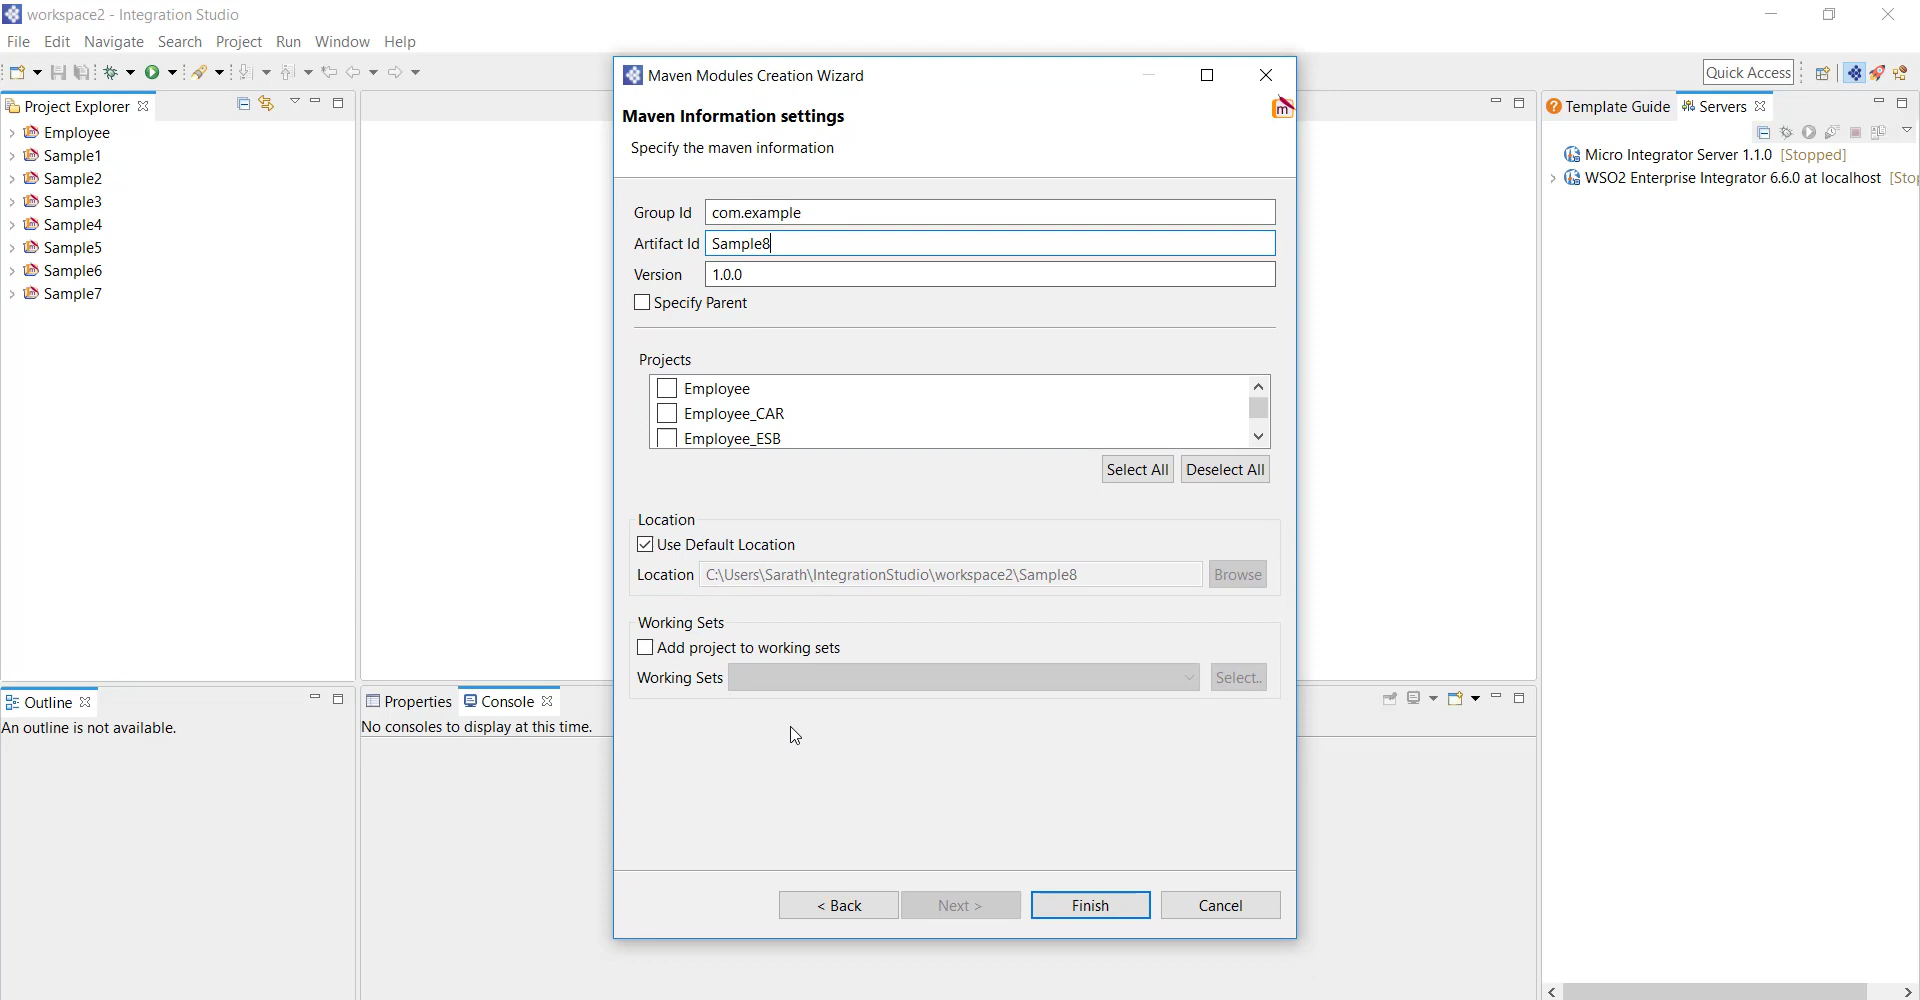 workspace2 - Integration Studio
File Edit Navigate Search Project Run Window Help
Quick Access
Project Explorer
Employee
Sample1
Sample2
Sample3
Sample4
Sample5
Sample6
Sample7
Maven Modules Creation Wizard
Maven Information settings
Specify the maven information
Group Id com.example
Artifact Id Sample8
Version 1.0.0
Specify Parent
Projects
Employee
Employee_CAR
Employee_ESB
Select All Deselect All
Location
Use Default Location
Location C:\Users\Sarath\IntegrationStudio\workspace2\Sample8 Browse
Working Sets
Add project to working sets
Working Sets Select..
< Back Next > Finish Cancel
Template Guide Servers
Micro Integrator Server 1.1.0 [Stopped]
WSO2 Enterprise Integrator 6.6.0 at localhost [Sto
Outline
An outline is not available.
Properties Console
No consoles to display at this time.